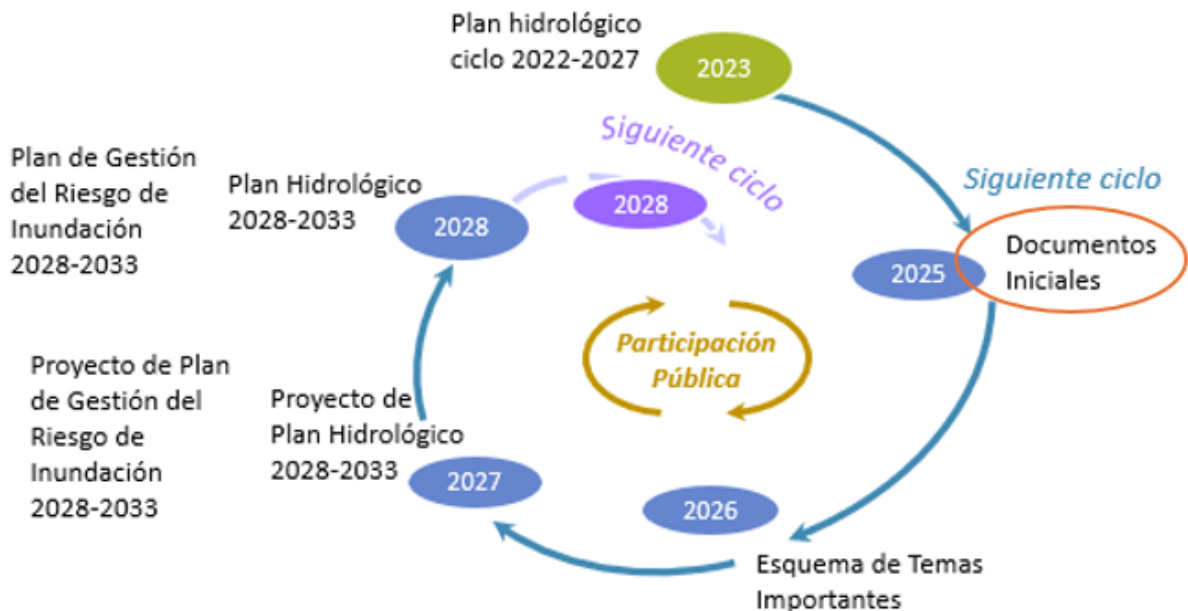 Plan hidrológico
ciclo 2022-2027
2023
Siguiente ciclo
2028
Siguiente ciclo
Documentos
Iniciales
2025
Plan de Gestión
del Riesgo de
Inundación
2028-2033
Plan Hidrológico
2028-2033
2028
Participación
Pública
Proyecto de Plan
de Gestión del
Riesgo de
Inundación
2028-2033
Proyecto de
Plan Hidrológico
2028-2033
2027
2026
Esquema de Temas
Importantes